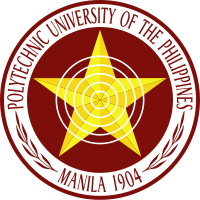 POLYTECHNIC UNIVERSITY OF THE PHILIPPINES
MANILA 1904